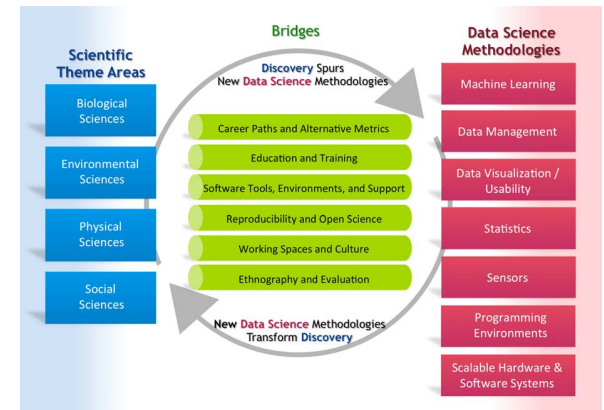 Bridges
Scientific
Theme Areas
Biological
Sciences
Environmental
Sciences
Physical
Sciences
Social
Sciences
Discovery Spurs
New Data Science Methodologies
Career Paths and Alternative Metrics
Education and Training
Software Tools, Environments, and Support
Reproducibility and Open Science
Working Spaces and Culture
Ethnography and Evaluation
New Data Science Methodologies
Transform Discovery
Data Science
Methodologies
Machine Learning
Data Management
Data Visualization /
Usability
Statistics
Sensors
Programming
Environments
Scalable Hardware &
Software Systems